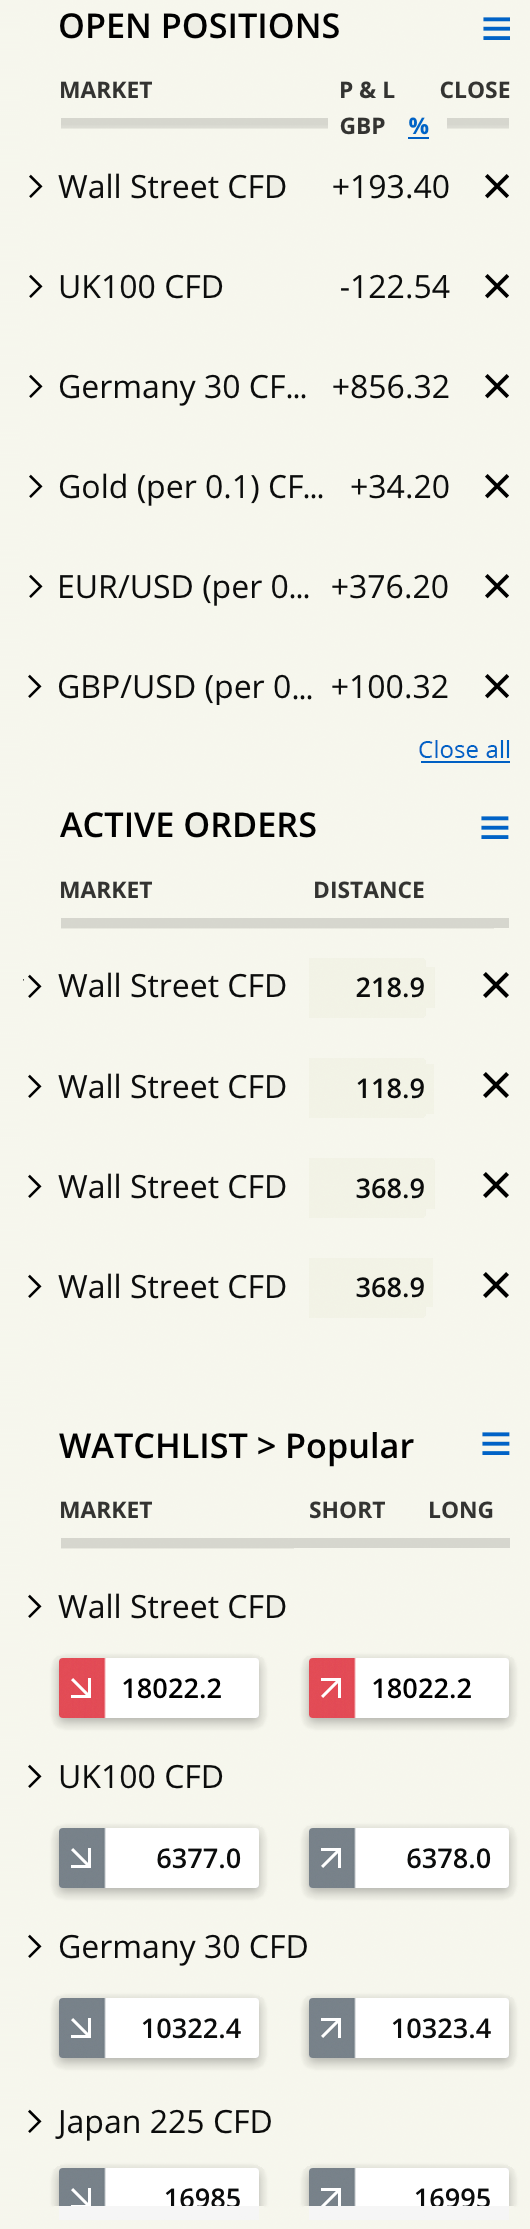 OPEN POSITIONS
MARKET P & L CLOSE
GBP %
Wall Street CFD +193.40
UK100 CFD -122.54
Germany 30 CF... +856.32
Gold (per 0.1) CF... +34.20
EUR/USD (per 0... +376.20
GBP/USD (per 0... +100.32
Close all
ACTIVE ORDERS
MARKET DISTANCE
Wall Street CFD 218.9
Wall Street CFD 118.9
Wall Street CFD 368.9
Wall Street CFD 368.9
WATCHLIST > Popular
MARKET SHORT LONG
Wall Street CFD
18022.2 18022.2
UK100 CFD
6377.0 6378.0
Germany 30 CFD
10322.4 10323.4
Japan 225 CFD
16985 16995